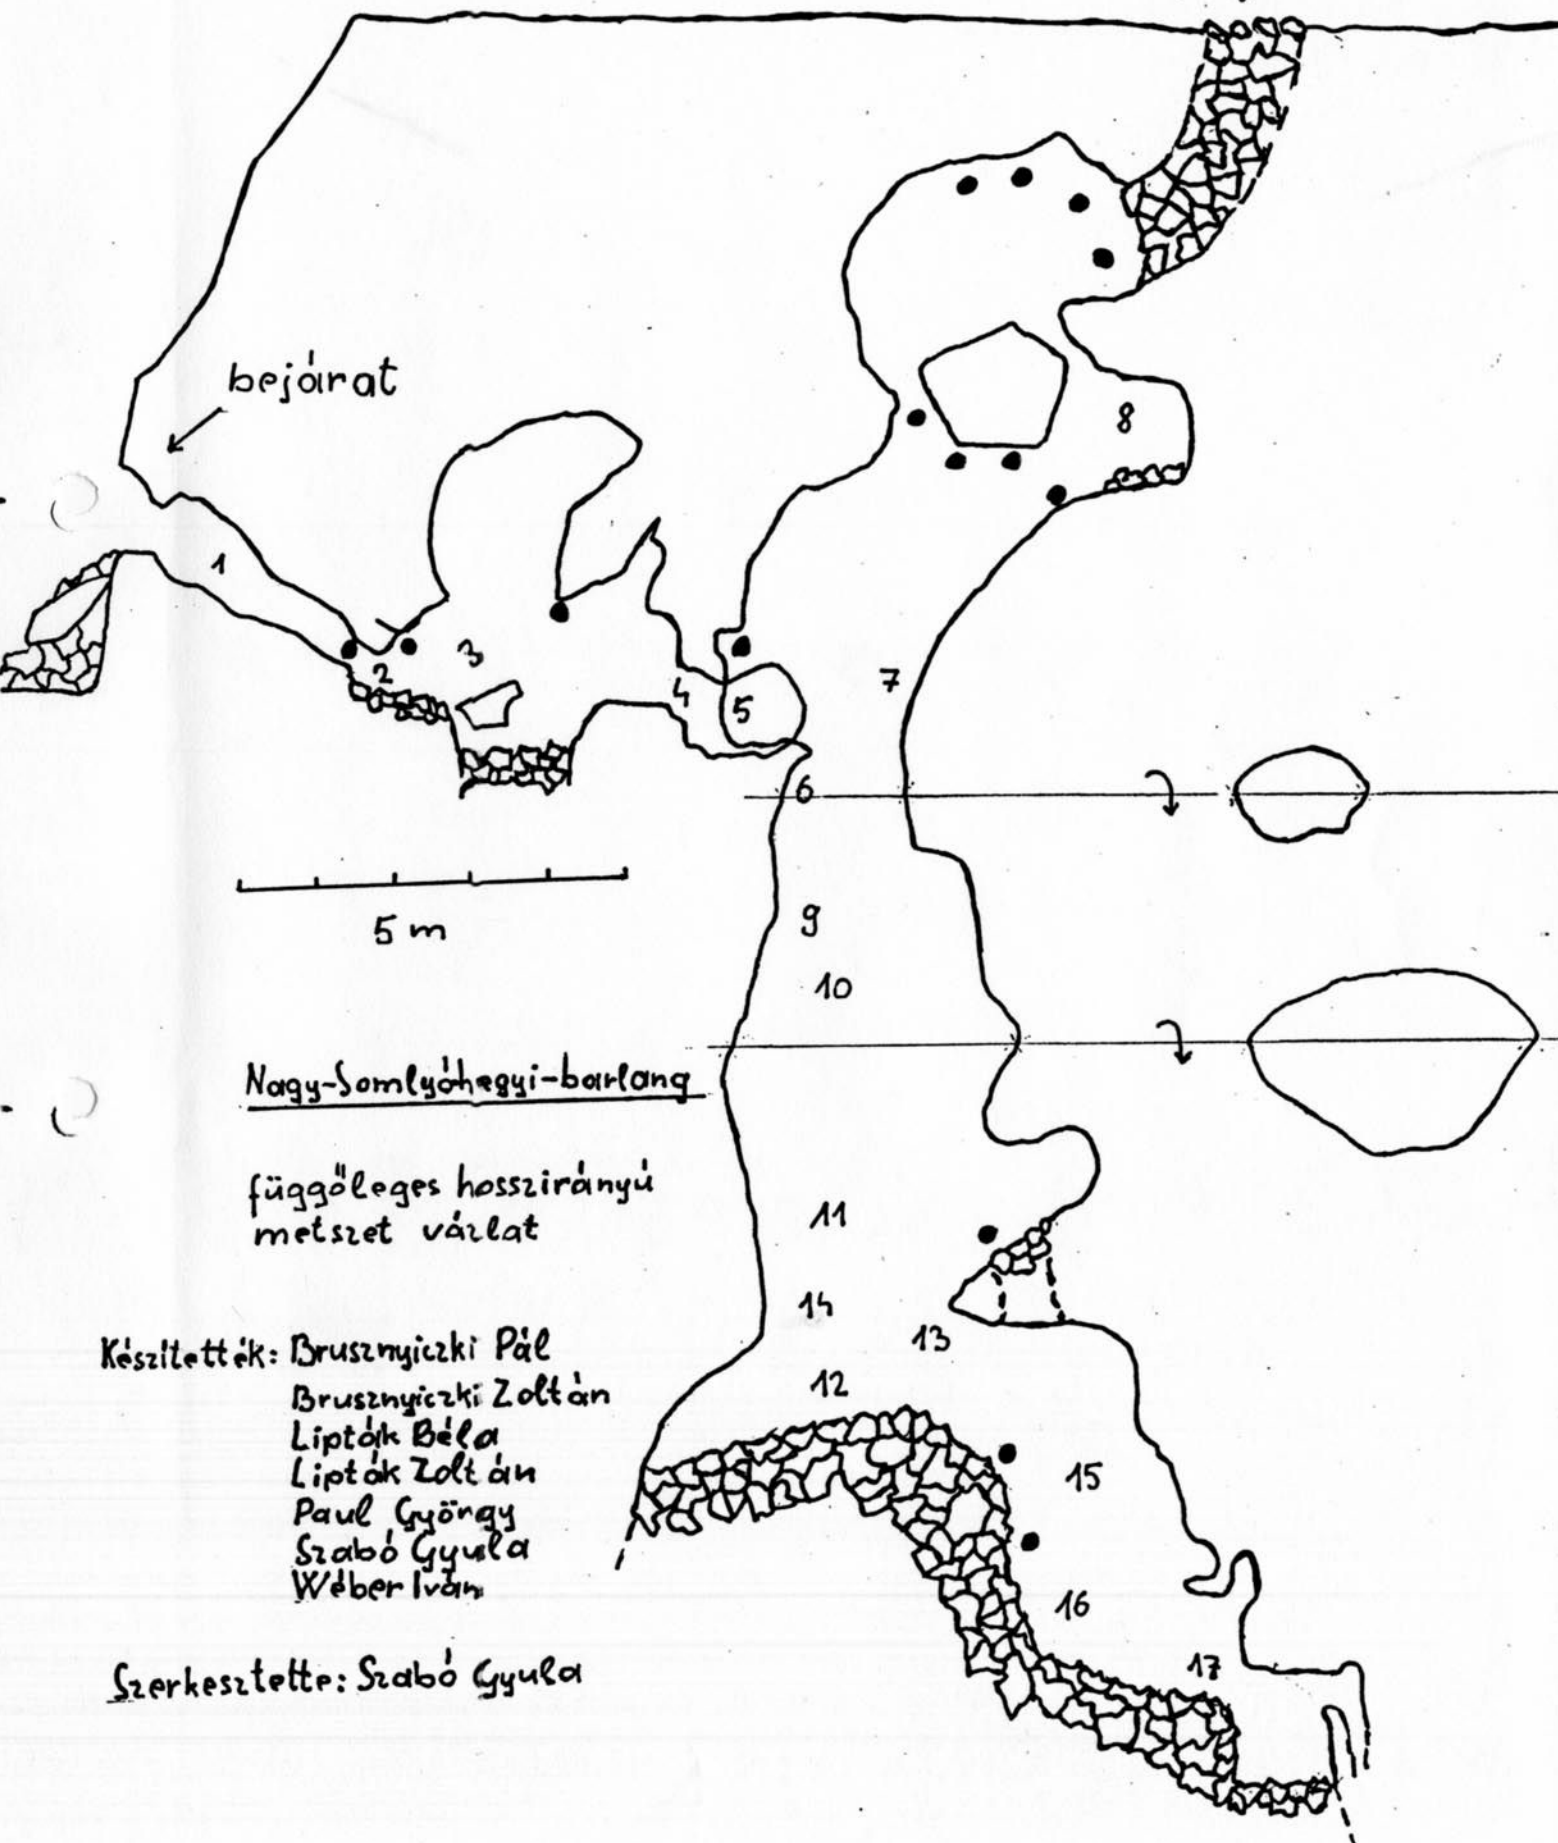 bejárat
8
1
3
2
4
5
7
6
5 m
9
10
Nagy-Somlyóhegyi-barlang
függőleges hosszirányú
metszet vázlat
11
14
13
12
Készítették: Brusznyiczki Pál
Brusznyiczki Zoltán
Lipták Béla
Lipták Zoltán
Paul György
Szabó Gyula
Wéber Iván
15
16
17
Szerkesztette: Szabó Gyula